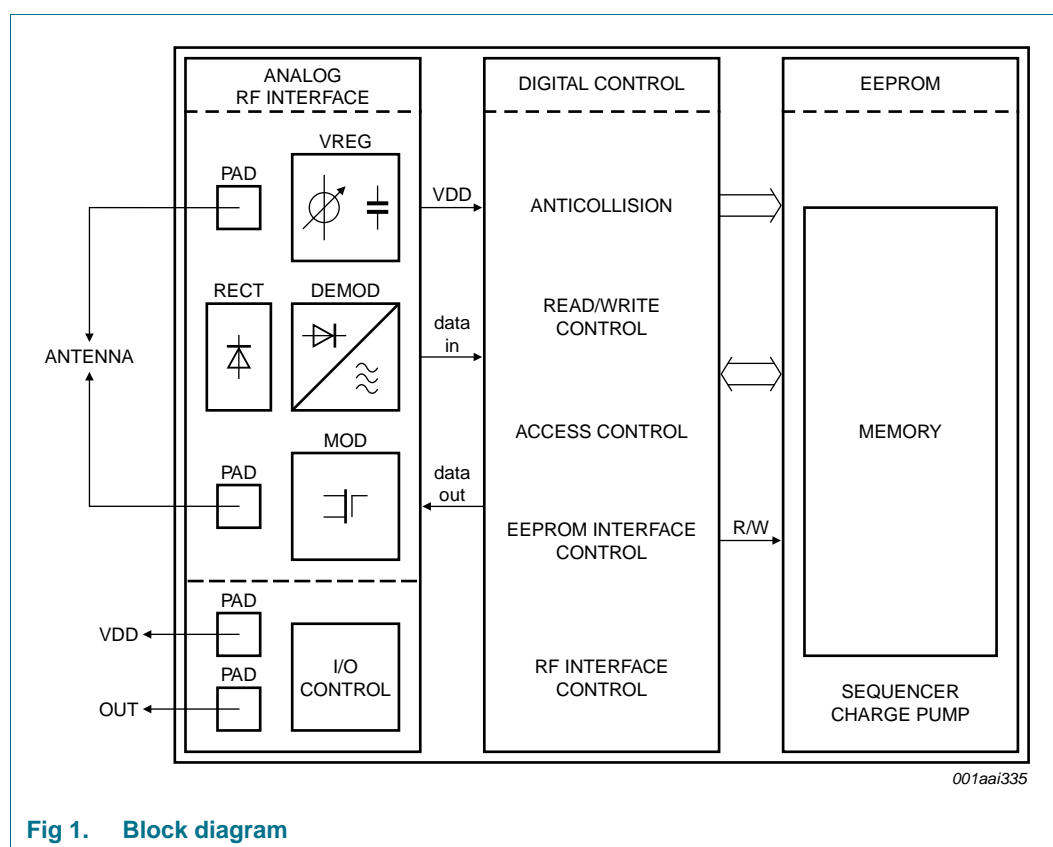 ANALOG
RF INTERFACE
DIGITAL CONTROL
EEPROM
VREG
PAD
VDD
ANTICOLLISION
RECT
DEMOD
data
in
READ/WRITE
CONTROL
ANTENNA
MOD
PAD
data
out
ACCESS CONTROL
MEMORY
EEPROM INTERFACE
CONTROL
R/W
PAD
VDD
PAD
OUT
I/O
CONTROL
RF INTERFACE
CONTROL
SEQUENCER
CHARGE PUMP
001aai335
Fig 1. Block diagram